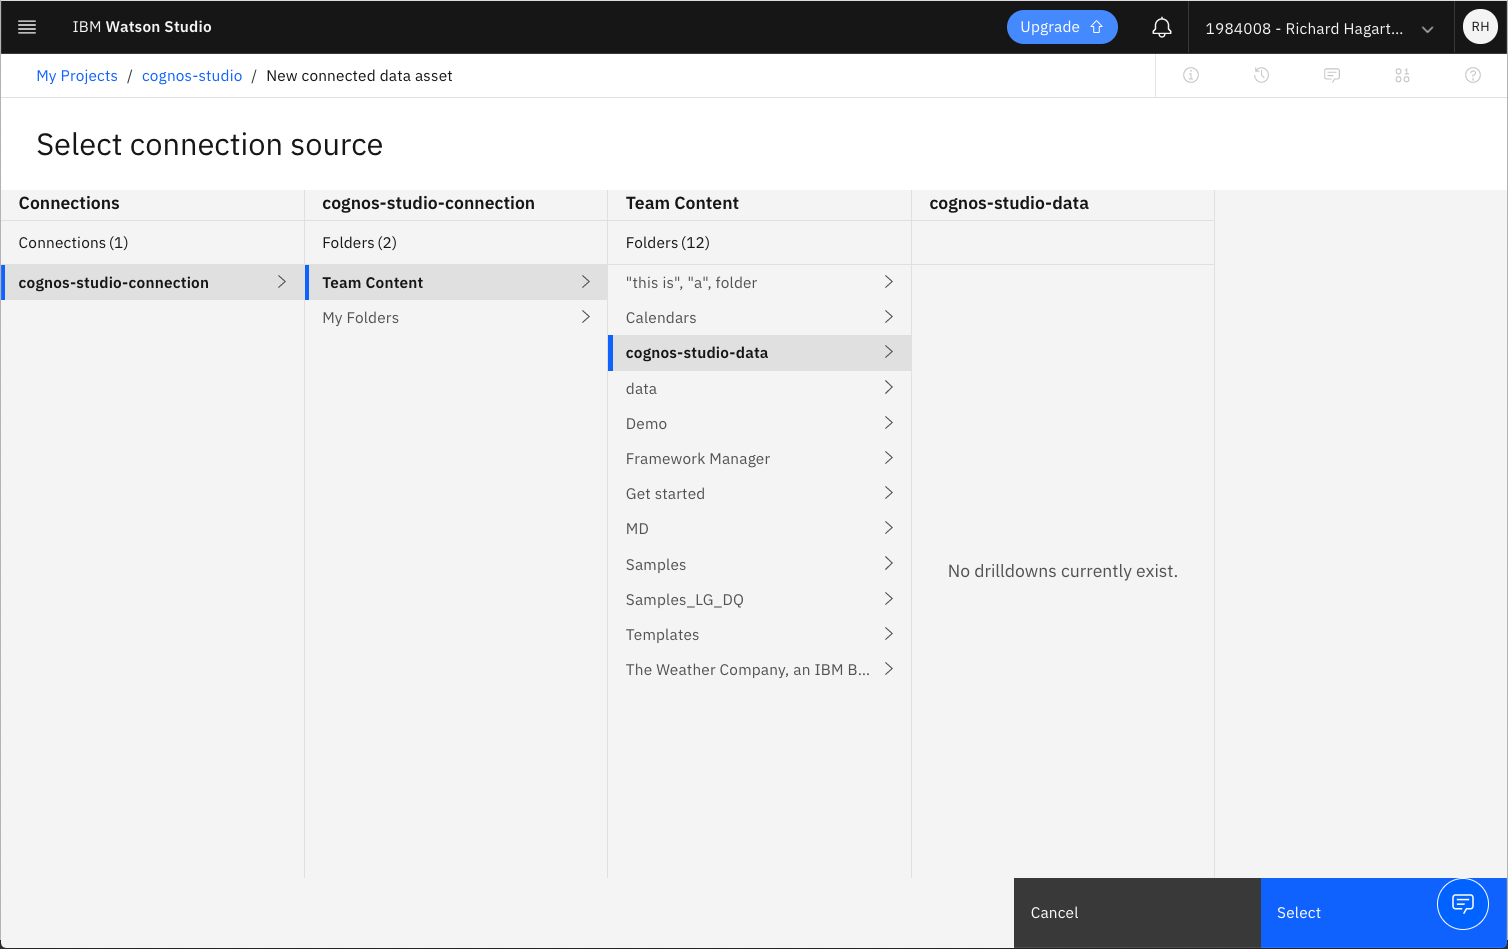 IBM Watson Studio
Upgrade
1984008 - Richard Hagart...
RH
My Projects / cognos-studio / New connected data asset
Select connection source
Connections
Connections (1)
cognos-studio-connection
cognos-studio-connection
Folders (2)
Team Content
My Folders
Team Content
Folders (12)
"this is", "a", folder
Calendars
cognos-studio-data
data
Demo
Framework Manager
Get started
MD
Samples
Samples_LG_DQ
Templates
The Weather Company, an IBM B...
cognos-studio-data
No drilldowns currently exist.
Cancel
Select